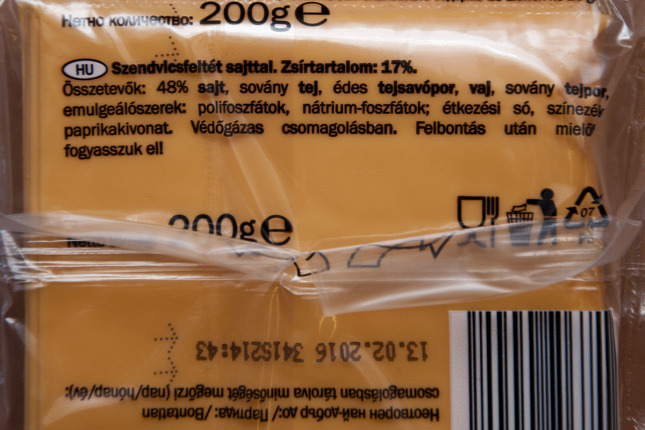 Нетно количество: 200g e
HU Szendvicsfeltét sajttal. Zsírtartalom: 17%.
Összetevők: 48% sajt, sovány tej, édes tejsavópor, vaj, sovány tejpor,
emulgeálószerek: polifoszfátok, nátrium-foszfátok; étkezési só, színezék
paprikakivonat. Védőgázas csomagolásban. Felbontás után mielő
fogyasszuk el!
200g e
07
13.02.2016 341S214:43
csomagolásban tárolva minőségét megőrzi (nap/hónap/év):
Неотворен най-добър до:/ Партида: /Bontatlan